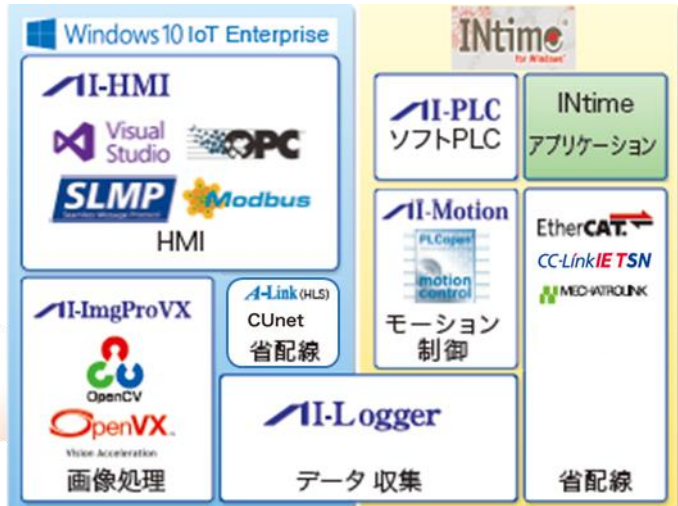 Windows 10 IoT Enterprise
AI-HMI
Visual
Studio
OPC
SLMP
Seamless Message Protocol
Modbus
HMI
AI-ImgProVX
OpenCV
OpenVX
Vision Acceleration
画像処理
A-Link (HLS)
CUnet
省配線
AI-Logger
データ 収集
INtime
for Windows
AI-PLC
ソフトPLC
INtime
アプリケーション
AI-Motion
PLCopen
motion
control
モーション
制御
EtherCAT
CC-Link IE TSN
MECHATROLINK
省配線